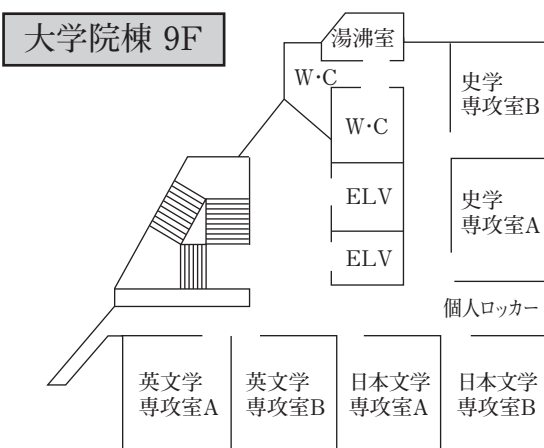 大学院棟 9F
湯沸室
W·C
W·C
史学
専攻室B
ELV
史学
専攻室A
ELV
個人ロッカー
英文学
専攻室A
英文学
専攻室B
日本文学
専攻室A
日本文学
専攻室B